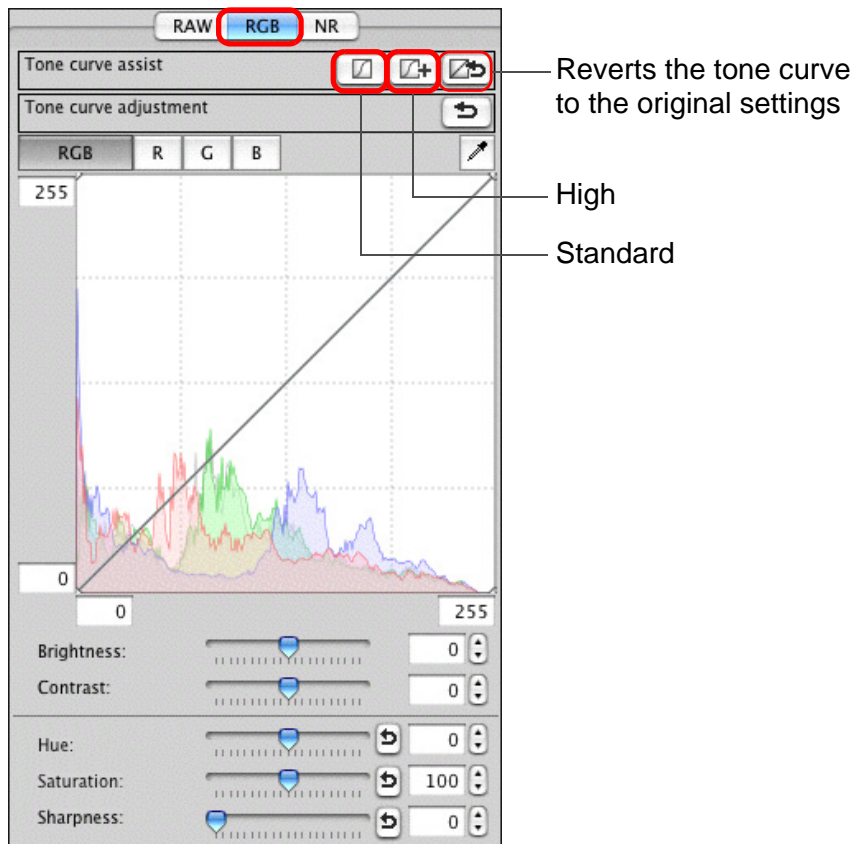 RAW RGB NR
Tone curve assist
Reverts the tone curve
to the original settings
Tone curve adjustment
RGB R G B
High
255
Standard
0
0 255
Brightness: 0
Contrast: 0
Hue: 0
Saturation: 100
Sharpness: 0